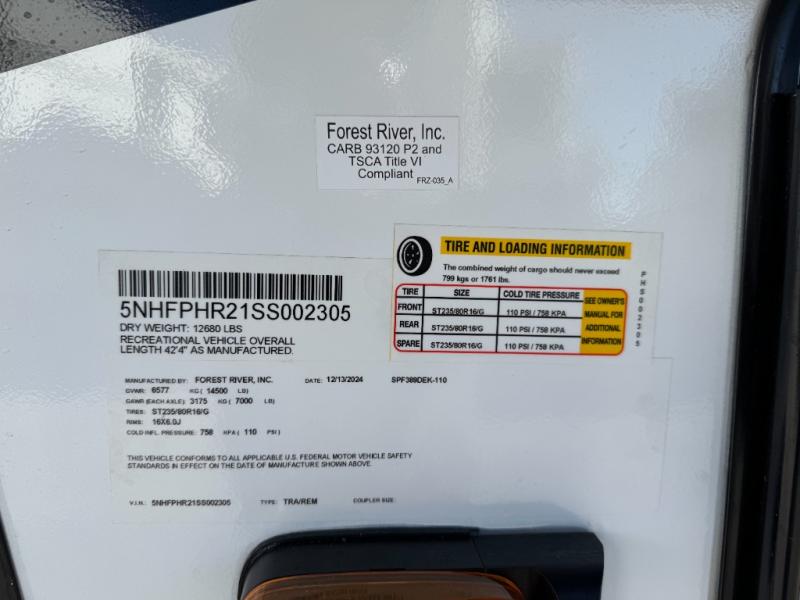 Forest River, Inc.
CARB 93120 P2 and
TSCA Title VI
Compliant
FRZ-035_A
TIRE AND LOADING INFORMATION
The combined weight of cargo should never exceed
799 kgs or 1761 lbs.
TIRE SIZE COLD TIRE PRESSURE
FRONT ST235/80R16/G 110 PSI / 758 KPA
REAR ST235/80R16/G 110 PSI / 758 KPA
SPARE ST235/80R16/G 110 PSI / 758 KPA
SEE OWNER'S
MANUAL FOR
ADDITIONAL
INFORMATION
PHS002305
5NHFPHR21SS002305
DRY WEIGHT: 12680 LBS
RECREATIONAL VEHICLE OVERALL
LENGTH 42'4" AS MANUFACTURED.
MANUFACTURED BY: FOREST RIVER, INC. DATE: 12/13/2024 SPF389DEK-110
GVWR: 6577 KG ( 14500 LB)
GAWR (EACH AXLE): 3175 KG ( 7000 LB)
TIRES: ST235/80R16/G
RIMS: 16X6.0J
COLD INFL. PRESSURE: 758 KPA ( 110 PSI)
THIS VEHICLE CONFORMS TO ALL APPLICABLE U.S. FEDERAL MOTOR VEHICLE SAFETY
STANDARDS IN EFFECT ON THE DATE OF MANUFACTURE SHOWN ABOVE.
V.I.N.: 5NHFPHR21SS002305 TYPE: TRA/REM COUPLER SIZE: